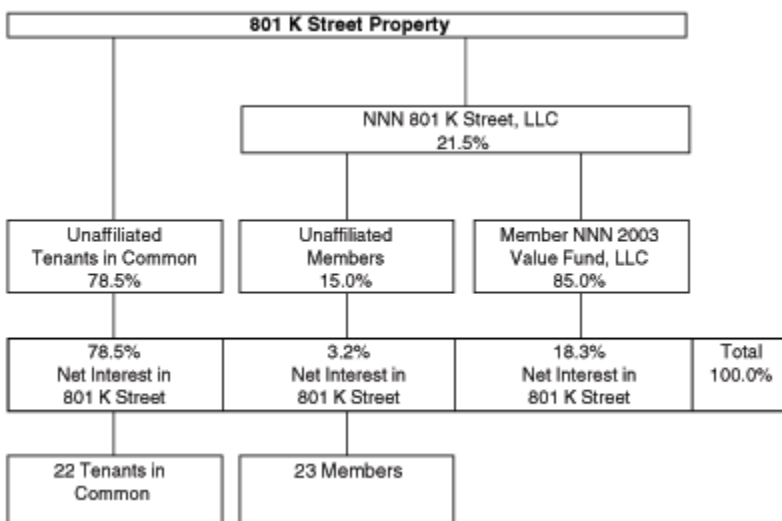 801 K Street Property
NNN 801 K Street, LLC
21.5%
Unaffiliated
Tenants in Common
78.5%
Unaffiliated
Members
15.0%
Member NNN 2003
Value Fund, LLC
85.0%
78.5%
Net Interest in
801 K Street
3.2%
Net Interest in
801 K Street
18.3%
Net Interest in
801 K Street
Total
100.0%
22 Tenants in
Common
23 Members